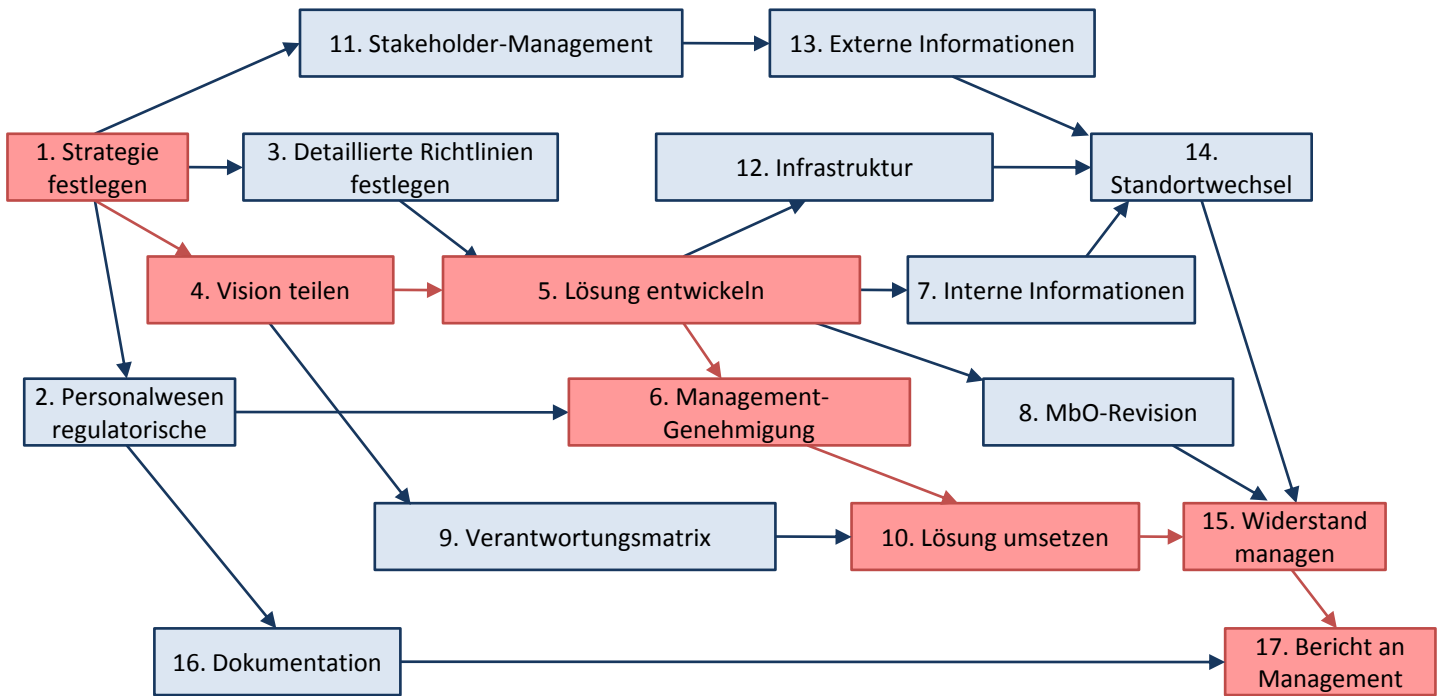 11. Stakeholder-Management
13. Externe Informationen
1. Strategie
festlegen
3. Detaillierte Richtlinien
festlegen
12. Infrastruktur
14.
Standortwechsel
4. Vision teilen
5. Lösung entwickeln
7. Interne Informationen
2. Personalwesen
regulatorische
6. Management-
Genehmigung
8. MbO-Revision
9. Verantwortungsmatrix
10. Lösung umsetzen
15. Widerstand
managen
16. Dokumentation
17. Bericht an
Management